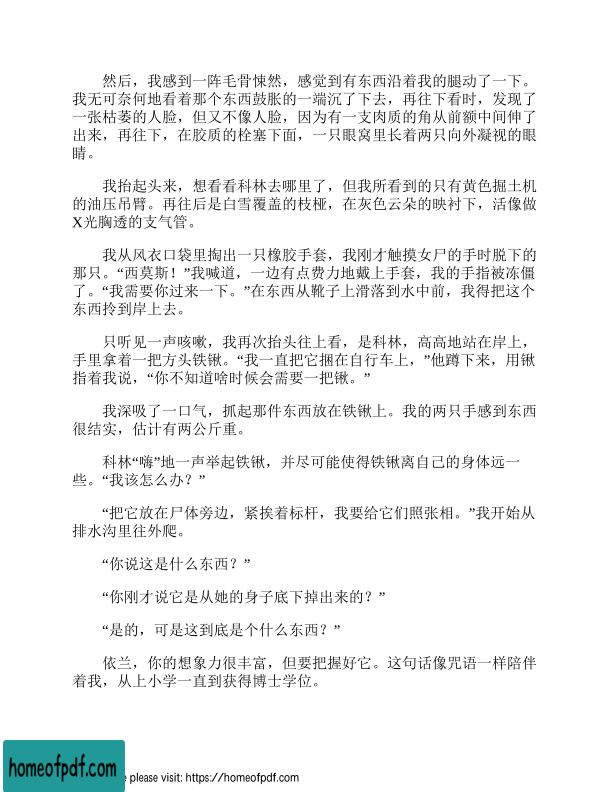 然后，我感到一阵毛骨悚然，感觉到有东西沿着我的腿动了一下。
我无可奈何地看着那个东西鼓胀的一端沉了下去，再往下看时，发现了
一张枯萎的人脸，但又不像人脸，因为有一支肉质的角从前额中间伸了
出来，再往下，在胶质的栓塞下面，一只眼窝里长着两只向外凝视的眼
睛。
我抬起头来，想看看科林去哪里了，但我所看到的只有黄色掘土机
的油压吊臂。再往后是白雪覆盖的枝桠，在灰色云朵的映衬下，活像做
X光胸透的支气管。
我从风衣口袋里掏出一只橡胶手套，我刚才触摸女尸的手时脱下的
那只。“西莫斯！”我喊道，一边有点费力地戴上手套，我的手指被冻僵
了。“我需要你过来一下。”在东西从靴子上滑落到水中前，我得把这个
东西拎到岸上去。
只听见一声咳嗽，我再次抬头往上看，是科林，高高地站在岸上，
手里拿着一把方头铁锹。“我一直把它捆在自行车上，”他蹲下来，用锹
指着我说，“你不知道啥时候会需要一把锹。”
我深吸了一口气，抓起那件东西放在铁锹上。我的两只手感到东西
很结实，估计有两公斤重。
科林“嗨”地一声举起铁锹，并尽可能使得铁锹离自己的身体远一
些。“我该怎么办？”
“把它放在尸体旁边，紧挨着标杆，我要给它们照张相。”我开始从
排水沟里往外爬。
“你说这是什么东西？”
“你刚才说它是从她的身子底下掉出来的？”
“是的，可是这到底是个什么东西？”
依兰，你的想象力很丰富，但要把握好它。这句话像咒语一样陪伴
着我，从上小学一直到获得博士学位。
homeofpdf.com
e please visit: https://homeofpdf.com